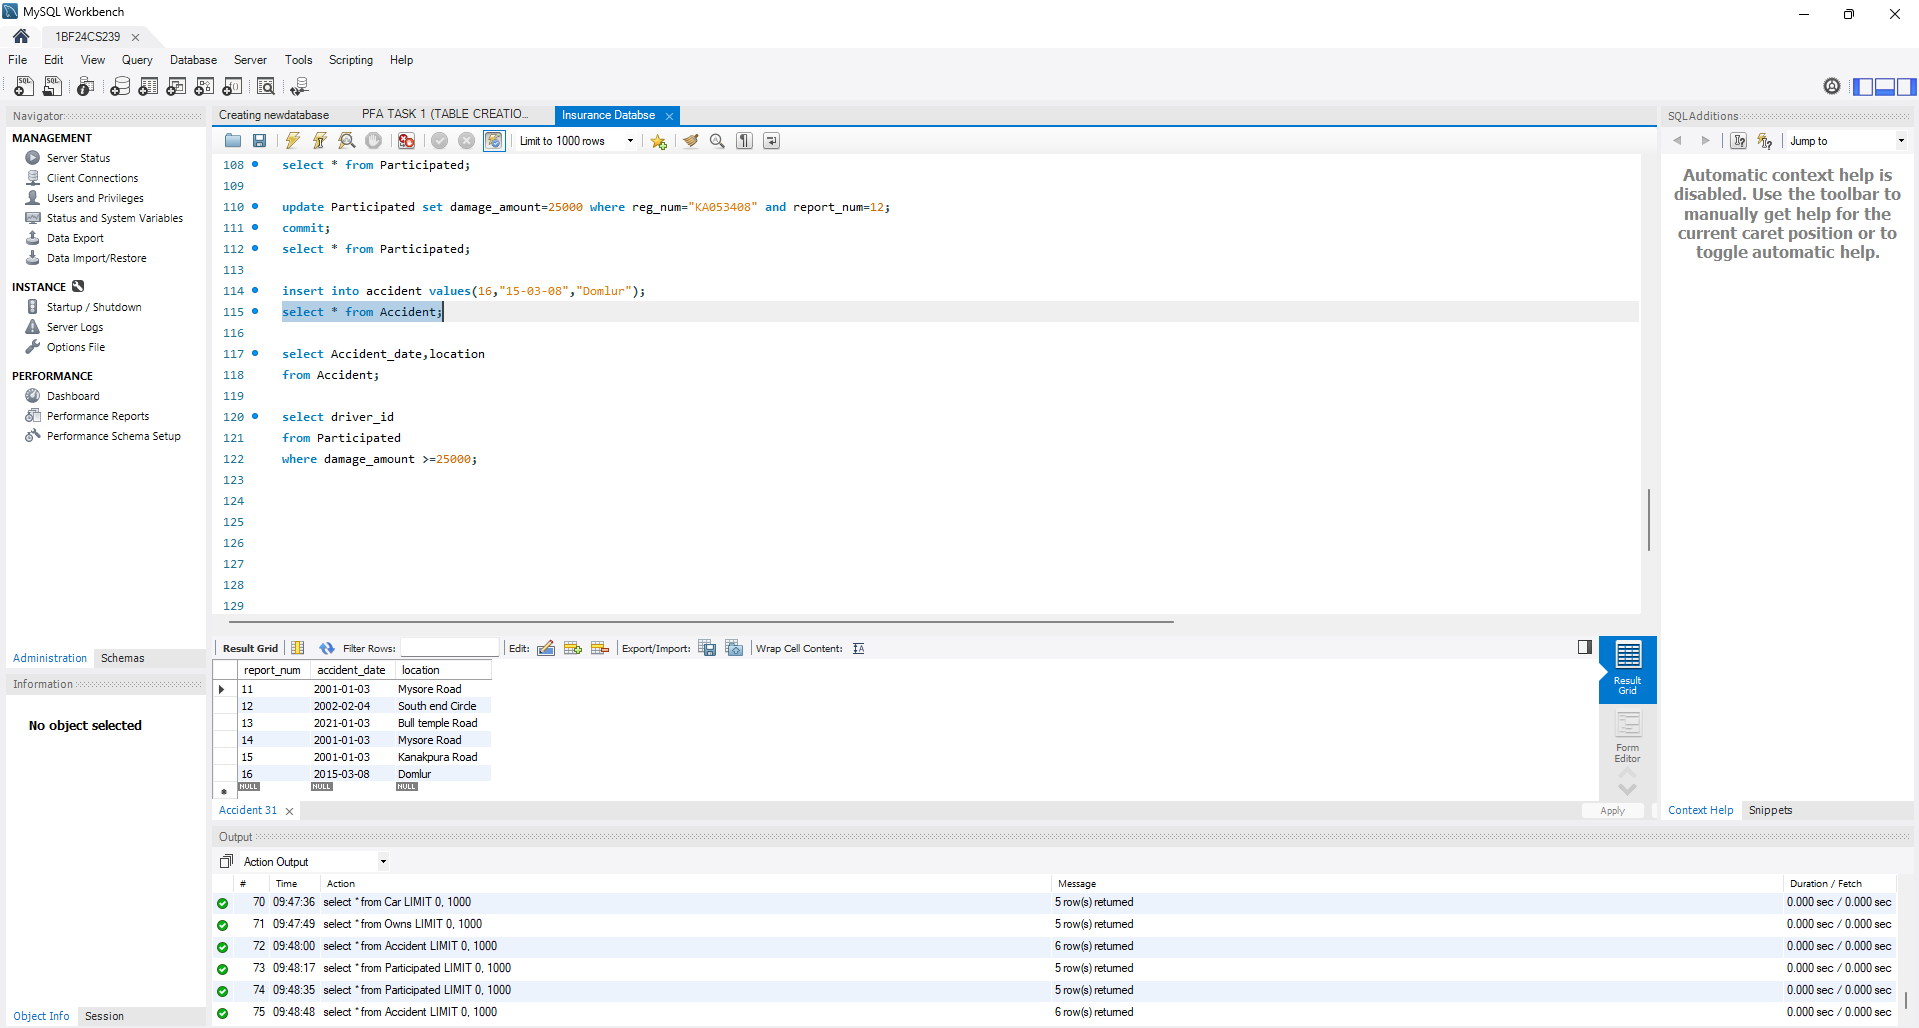 MySQL Workbench
1BF24CS239
File Edit View Query Database Server Tools Scripting Help
Navigator
MANAGEMENT
Server Status
Client Connections
Users and Privileges
Status and System Variables
Data Export
Data Import/Restore
INSTANCE
Startup / Shutdown
Server Logs
Options File
PERFORMANCE
Dashboard
Performance Reports
Performance Schema Setup
Administration Schemas
Information
No object selected
Object Info Session
Creating newdatabase PFA TASK 1 (TABLE CREATIO... Insurance Databse
Limit to 1000 rows
108 select * from Participated;
109
110 update Participated set damage_amount=25000 where reg_num="KA053408" and report_num=12;
111 commit;
112 select * from Participated;
113
114 insert into accident values(16,"15-03-08","Domlur");
115 select * from Accident;
116
117 select Accident_date,location
118 from Accident;
119
120 select driver_id
121 from Participated
122 where damage_amount >=25000;
123
124
125
126
127
128
129
Result Grid Filter Rows: Edit: Export/Import: Wrap Cell Content:
report_num accident_date location
11 2001-01-03 Mysore Road
12 2002-02-04 South end Circle
13 2021-01-03 Bull temple Road
14 2001-01-03 Mysore Road
15 2001-01-03 Kanakpura Road
16 2015-03-08 Domlur
NULL NULL NULL
Result Grid
Form Editor
Accident 31
Apply
Output
Action Output
# Time Action Message Duration / Fetch
70 09:47:36 select * from Car LIMIT 0, 1000 5 row(s) returned 0.000 sec / 0.000 sec
71 09:47:49 select * from Owns LIMIT 0, 1000 5 row(s) returned 0.000 sec / 0.000 sec
72 09:48:00 select * from Accident LIMIT 0, 1000 6 row(s) returned 0.000 sec / 0.000 sec
73 09:48:17 select * from Participated LIMIT 0, 1000 5 row(s) returned 0.000 sec / 0.000 sec
74 09:48:35 select * from Participated LIMIT 0, 1000 5 row(s) returned 0.000 sec / 0.000 sec
75 09:48:48 select * from Accident LIMIT 0, 1000 6 row(s) returned 0.000 sec / 0.000 sec
SQLAdditions
Jump to
Automatic context help is
disabled. Use the toolbar to
manually get help for the
current caret position or to
toggle automatic help.
Context Help Snippets